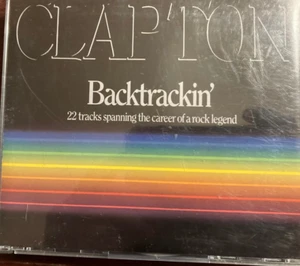 CLAPTON
Backtrackin'
22 tracks spanning the career of a rock legend